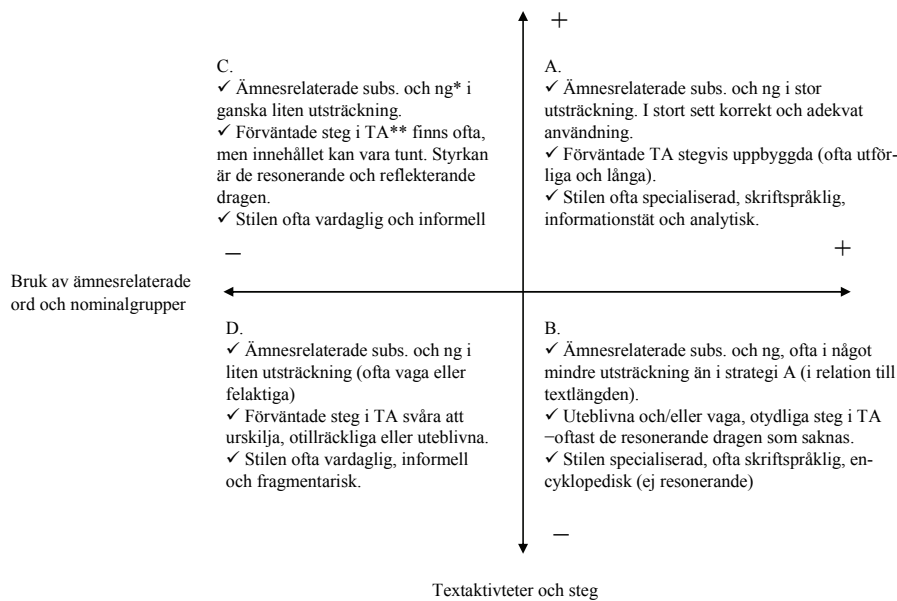 +
C.
✓ Ämnesrelaterade subs. och ng* i
ganska liten utsträckning.
✓ Förväntade steg i TA** finns ofta,
men innehållet kan vara tunt. Styrkan
är de resonerande och reflekterande
dragen.
✓ Stilen ofta vardaglig och informell
−
A.
✓ Ämnesrelaterade subs. och ng i stor
utsträckning. I stort sett korrekt och adekvat
användning.
✓ Förväntade TA stegvis uppbyggda (ofta utför-
liga och långa).
✓ Stilen ofta specialiserad, skriftspråklig,
informationstät och analytisk.
+
Bruk av ämnesrelaterade
ord och nominalgrupper
D.
✓ Ämnesrelaterade subs. och ng i
liten utsträckning (ofta vaga eller
felaktiga)
✓ Förväntade steg i TA svåra att
urskilja, otillräckliga eller uteblivna.
✓ Stilen ofta vardaglig, informell
och fragmentarisk.
B.
✓ Ämnesrelaterade subs. och ng, ofta i något
mindre utsträckning än i strategi A (i relation till
textlängden).
✓ Uteblivna och/eller vaga, otydliga steg i TA
−oftast de resonerande dragen som saknas.
✓ Stilen specialiserad, ofta skriftspråklig, en-
cyklopedisk (ej resonerande)
−
Textaktivteter och steg